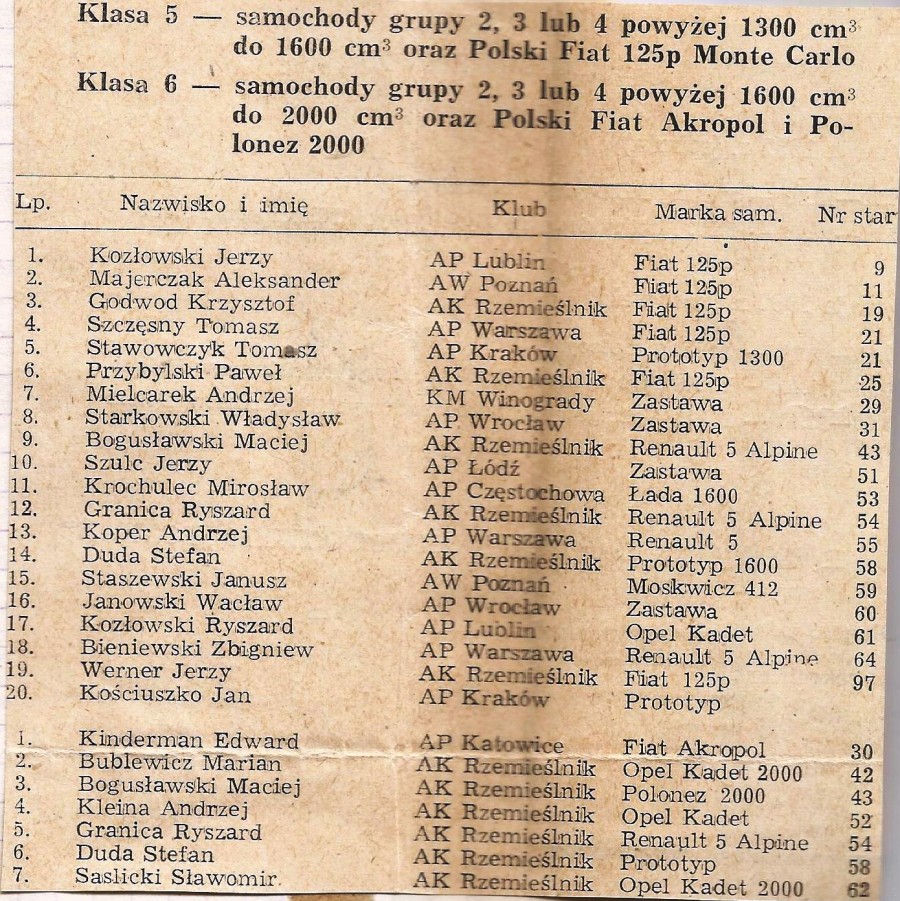 Klasa 5 — samochody grupy 2, 3 lub 4 powyżej 1300 cm³
do 1600 cm³ oraz Polski Fiat 125p Monte Carlo
Klasa 6 — samochody grupy 2, 3 lub 4 powyżej 1600 cm³
do 2000 cm³ oraz Polski Fiat Akropol i Po-
lonez 2000
Lp. Nazwisko i imię Klub Marka sam. Nr star
1. Kozłowski Jerzy AP Lublin Fiat 125p 9
2. Majerczak Aleksander AW Poznań Fiat 125p 11
3. Godwod Krzysztof AK Rzemieślnik Fiat 125p 19
4. Szczęsny Tomasz AP Warszawa Fiat 125p 21
5. Stawowczyk Tomasz AP Kraków Prototyp 1300 21
6. Przybylski Paweł AK Rzemieślnik Fiat 125p 25
7. Mielcarek Andrzej KM Winogrady Zastawa 29
8. Starkowski Władysław AP Wrocław Zastawa 31
9. Bogusławski Maciej AK Rzemieślnik Renault 5 Alpine 43
10. Szulc Jerzy AP Łódź Zastawa 51
11. Krochulec Mirosław AP Częstochowa Łada 1600 53
12. Granica Ryszard AK Rzemieślnik Renault 5 Alpine 54
13. Koper Andrzej AP Warszawa Renault 5 55
14. Duda Stefan AK Rzemieślnik Prototyp 1600 58
15. Staszewski Janusz AW Poznań Moskwicz 412 59
16. Janowski Wacław AP Wrocław Zastawa 60
17. Kozłowski Ryszard AP Lublin Opel Kadet 61
18. Bieniewski Zbigniew AP Warszawa Renault 5 Alpine 64
19. Werner Jerzy AK Rzemieślnik Fiat 125p 97
20. Kościuszko Jan AP Kraków Prototyp
1. Kinderman Edward AP Katowice Fiat Akropol 30
2. Bublewicz Marian AK Rzemieślnik Opel Kadet 2000 42
3. Bogusławski Maciej AK Rzemieślnik Polonez 2000 43
4. Kleina Andrzej AK Rzemieślnik Opel Kadet 52
5. Granica Ryszard AK Rzemieślnik Renault 5 Alpine 54
6. Duda Stefan AK Rzemieślnik Prototyp 58
7. Saslicki Sławomir AK Rzemieślnik Opel Kadet 2000 62